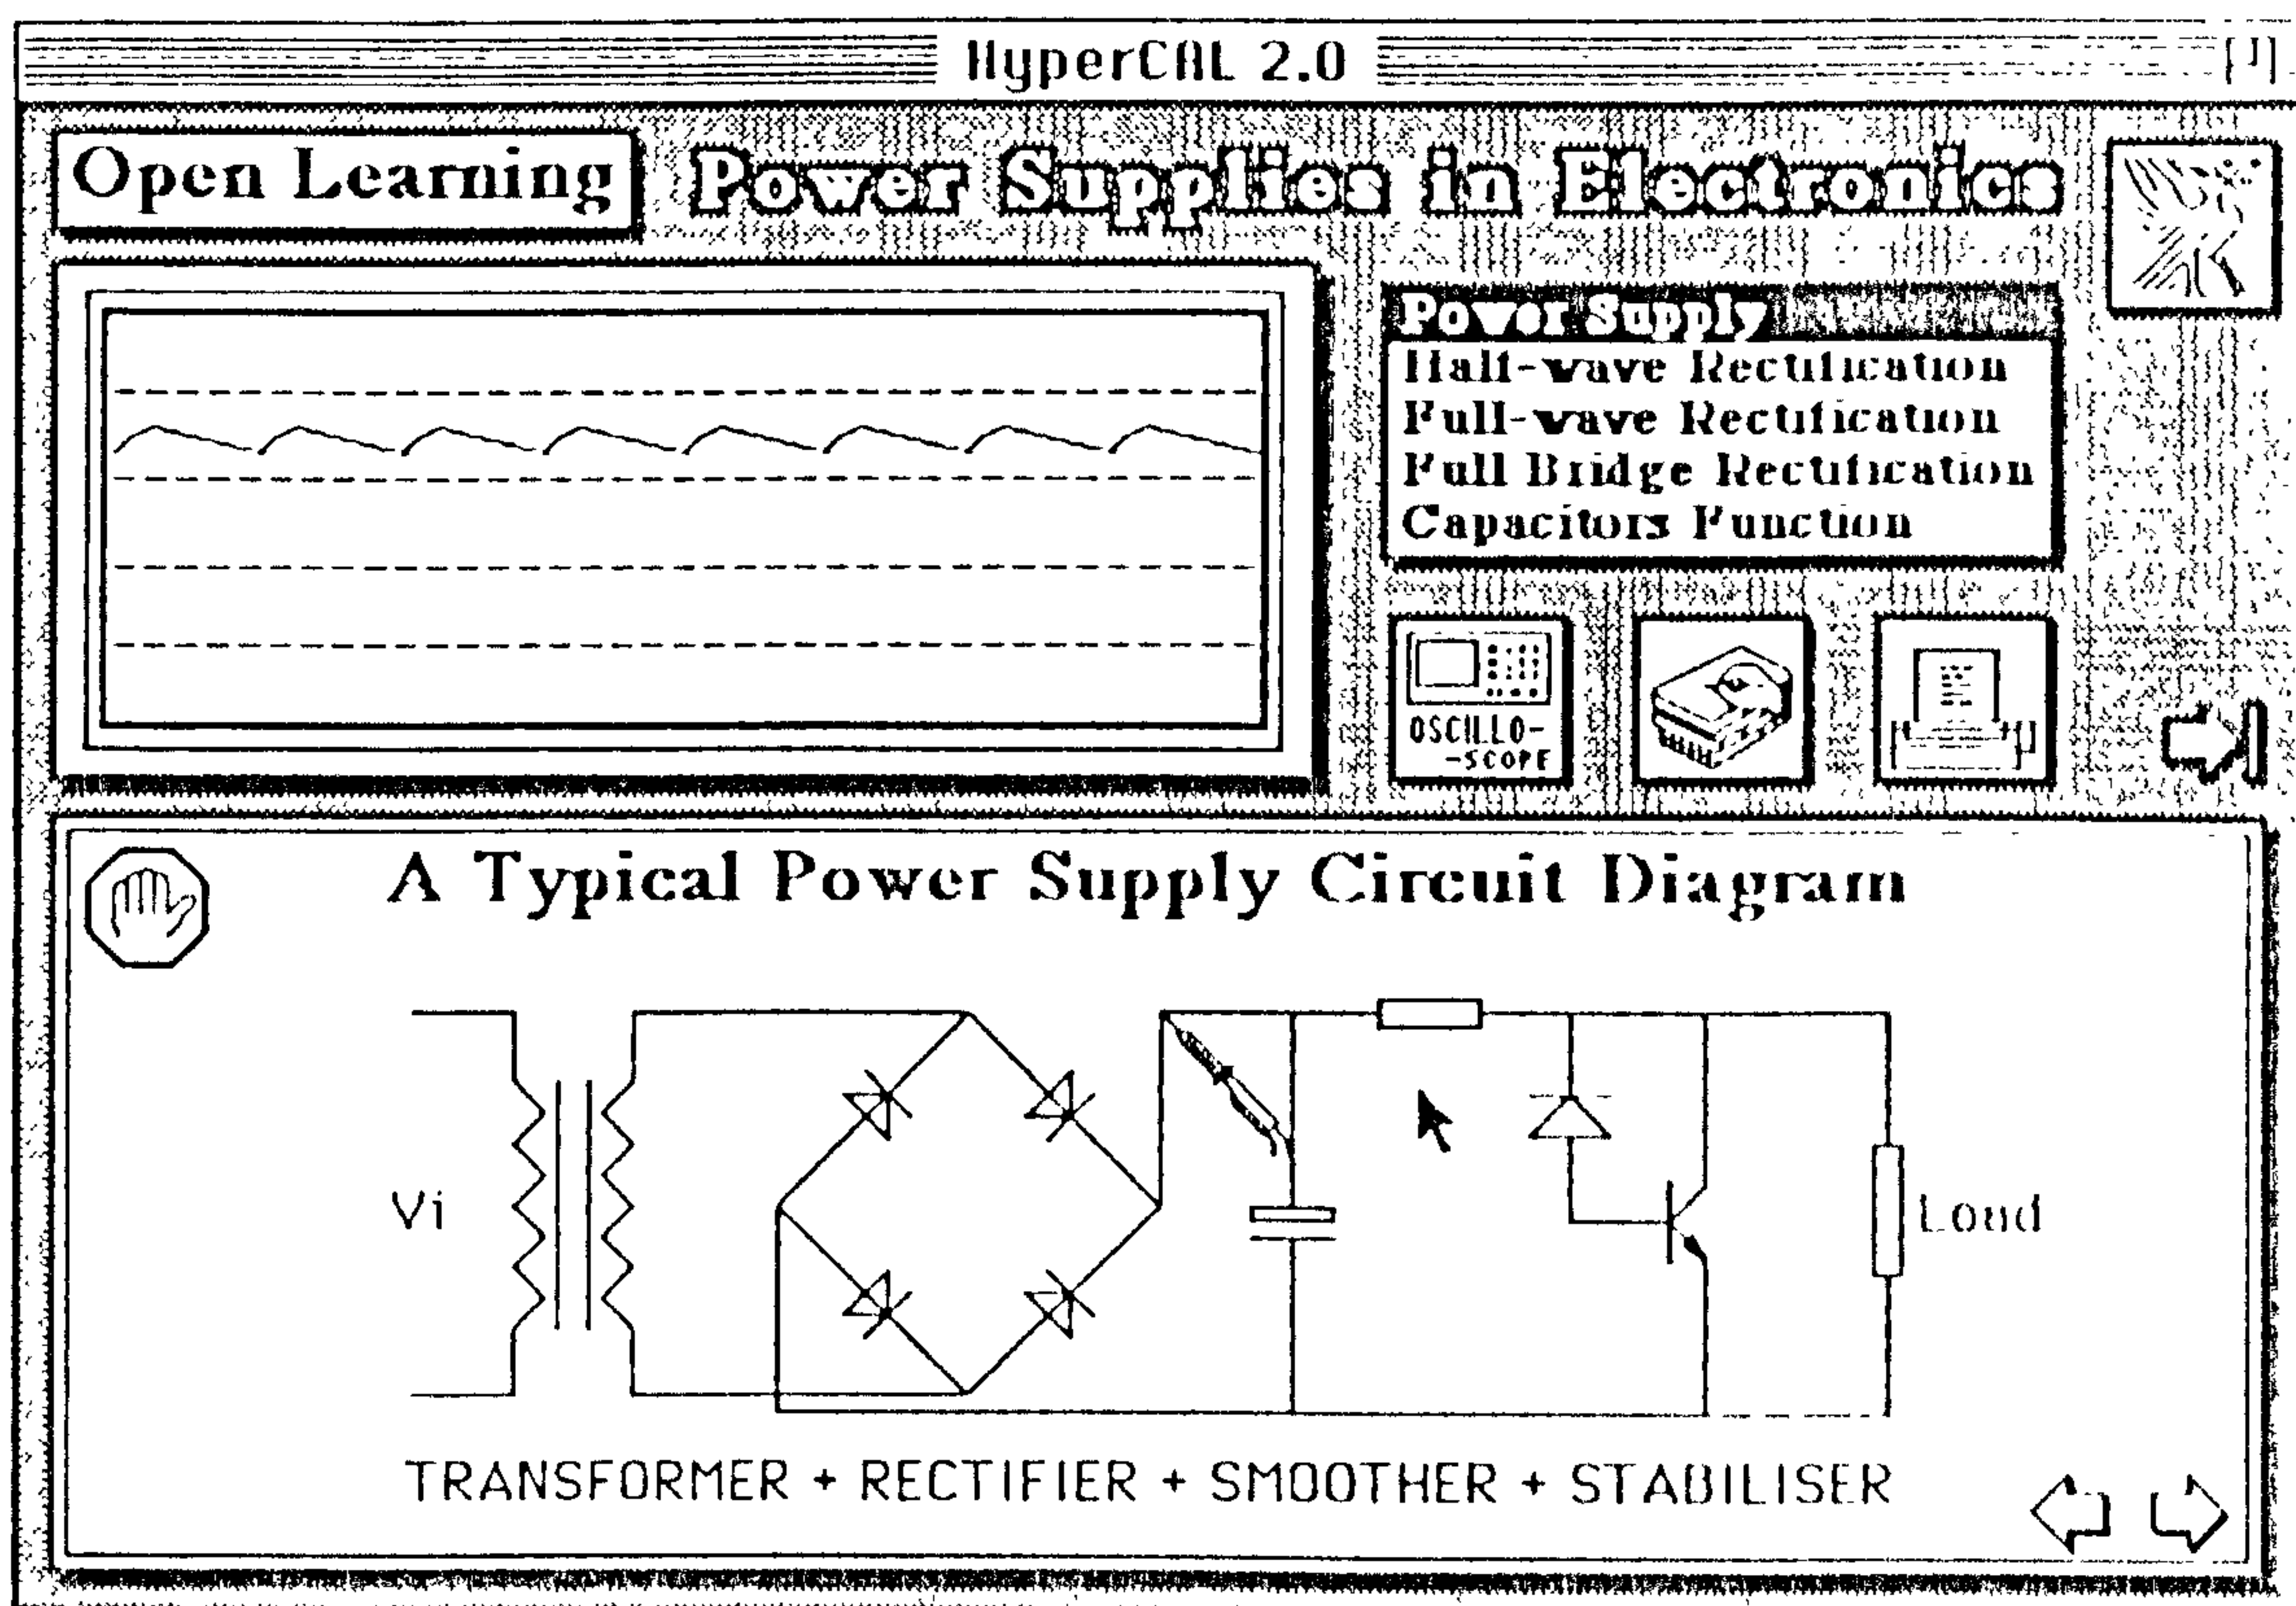 HyperCAL 2.0
Open Learning
Power Supplies in Electronics
Power Supply
Half-wave Rectification
Full-wave Rectification
Full Bridge Rectification
Capacitors Function
OSCILLO-
-SCOPE
A Typical Power Supply Circuit Diagram
Vi
Load
TRANSFORMER + RECTIFIER + SMOOTHER + STABILISER